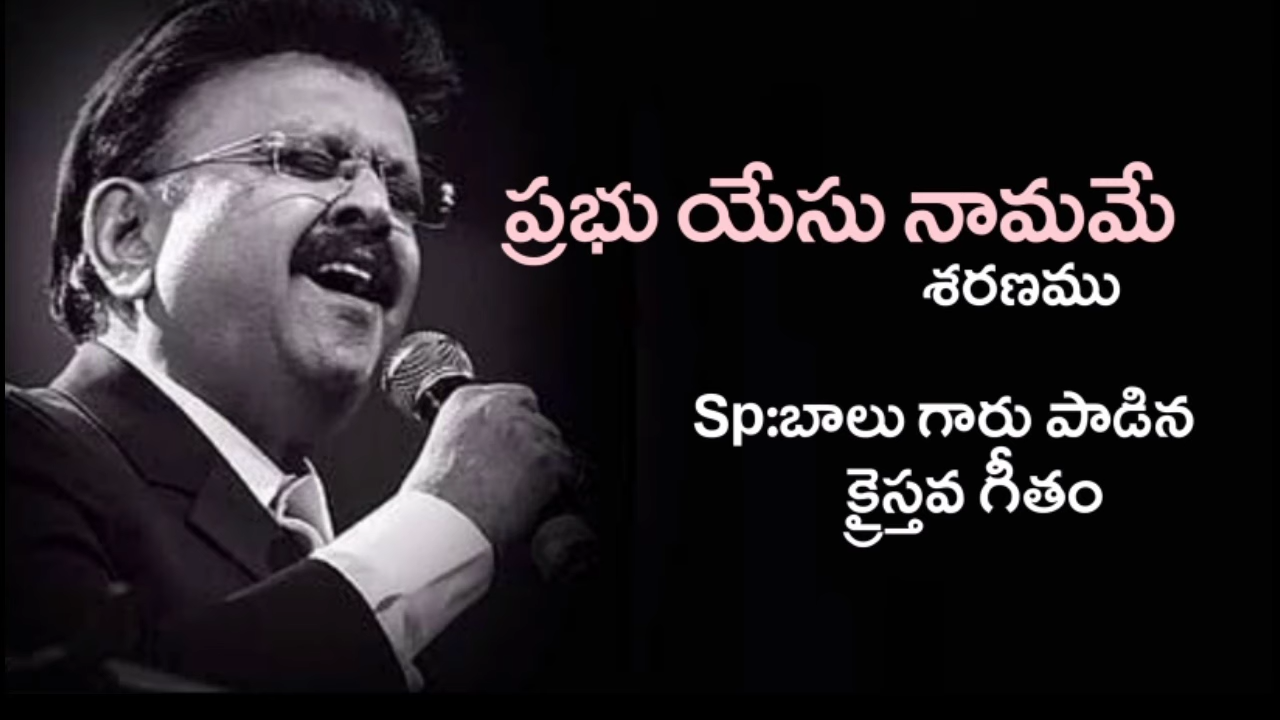 ప్రభు యేసు నామమే
శరణము
Sp:బాలు గారు పాడిన
క్రైస్తవ గీతం